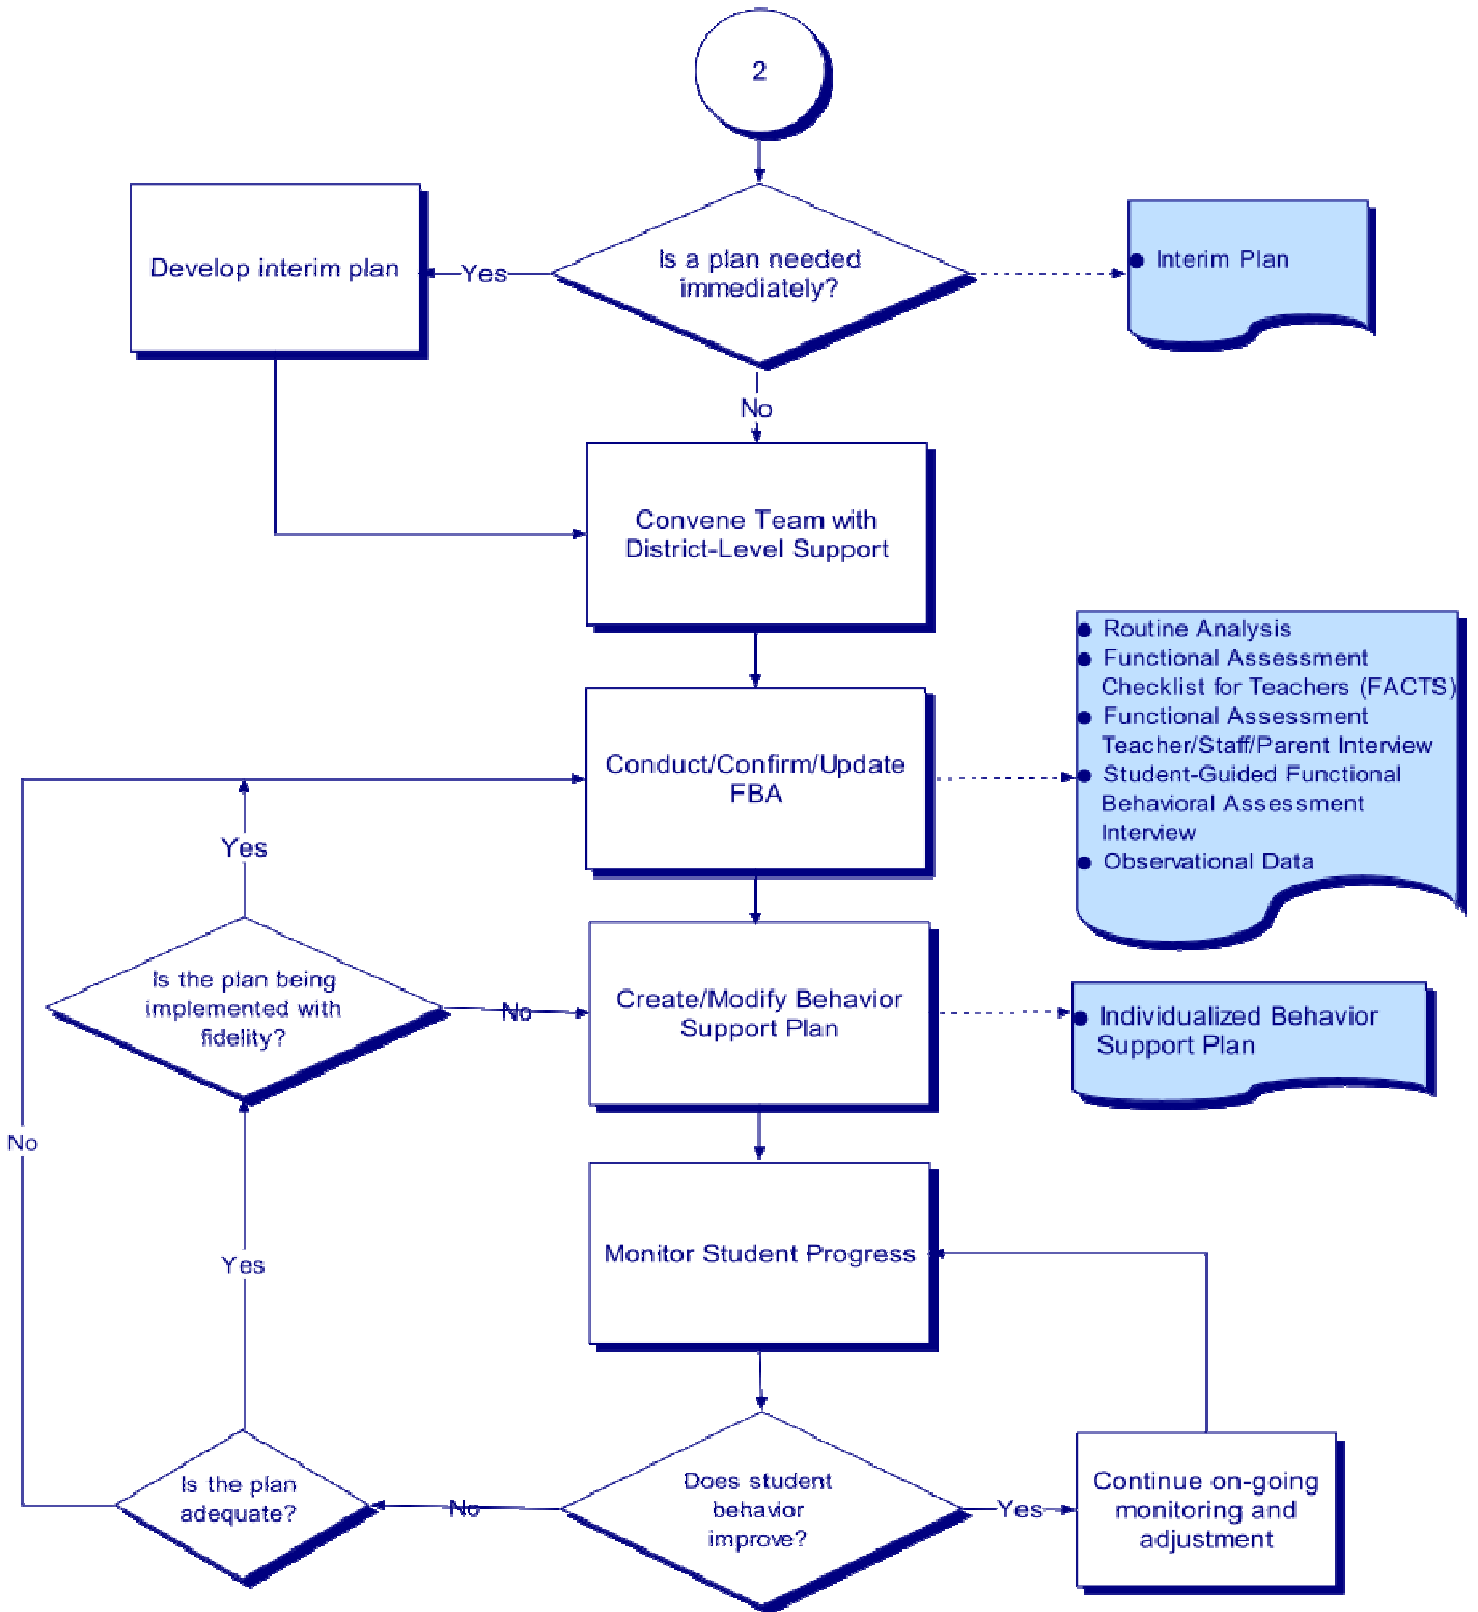 2
Is a plan needed
immediately?
Yes
Develop interim plan
● Interim Plan
No
Convene Team with
District-Level Support
Conduct/Confirm/Update
FBA
● Routine Analysis
● Functional Assessment
Checklist for Teachers (FACTS)
● Functional Assessment
Teacher/Staff/Parent Interview
● Student-Guided Functional
Behavioral Assessment
Interview
● Observational Data
Yes
Is the plan being
implemented with
fidelity?
No
Create/Modify Behavior
Support Plan
● Individualized Behavior
Support Plan
No
Yes
Monitor Student Progress
Is the plan
adequate?
No
Does student
behavior
improve?
Yes
Continue on-going
monitoring and
adjustment